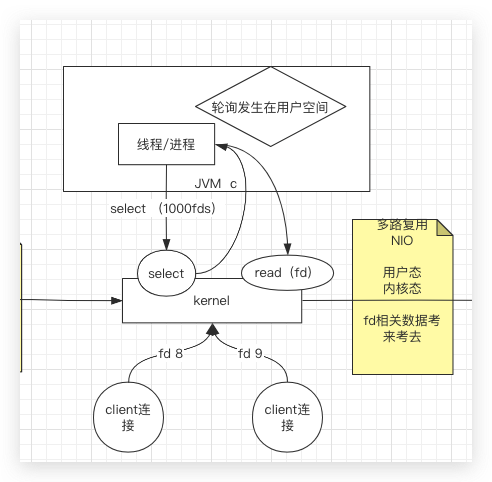 轮询发生在用户空间
线程/进程
JVM c
select （1000fds）
select
read（fd）
kernel
fd 8
fd 9
client连
接
client连
接
多路复用
NIO
用户态
内核态
fd相关数据考
来考去